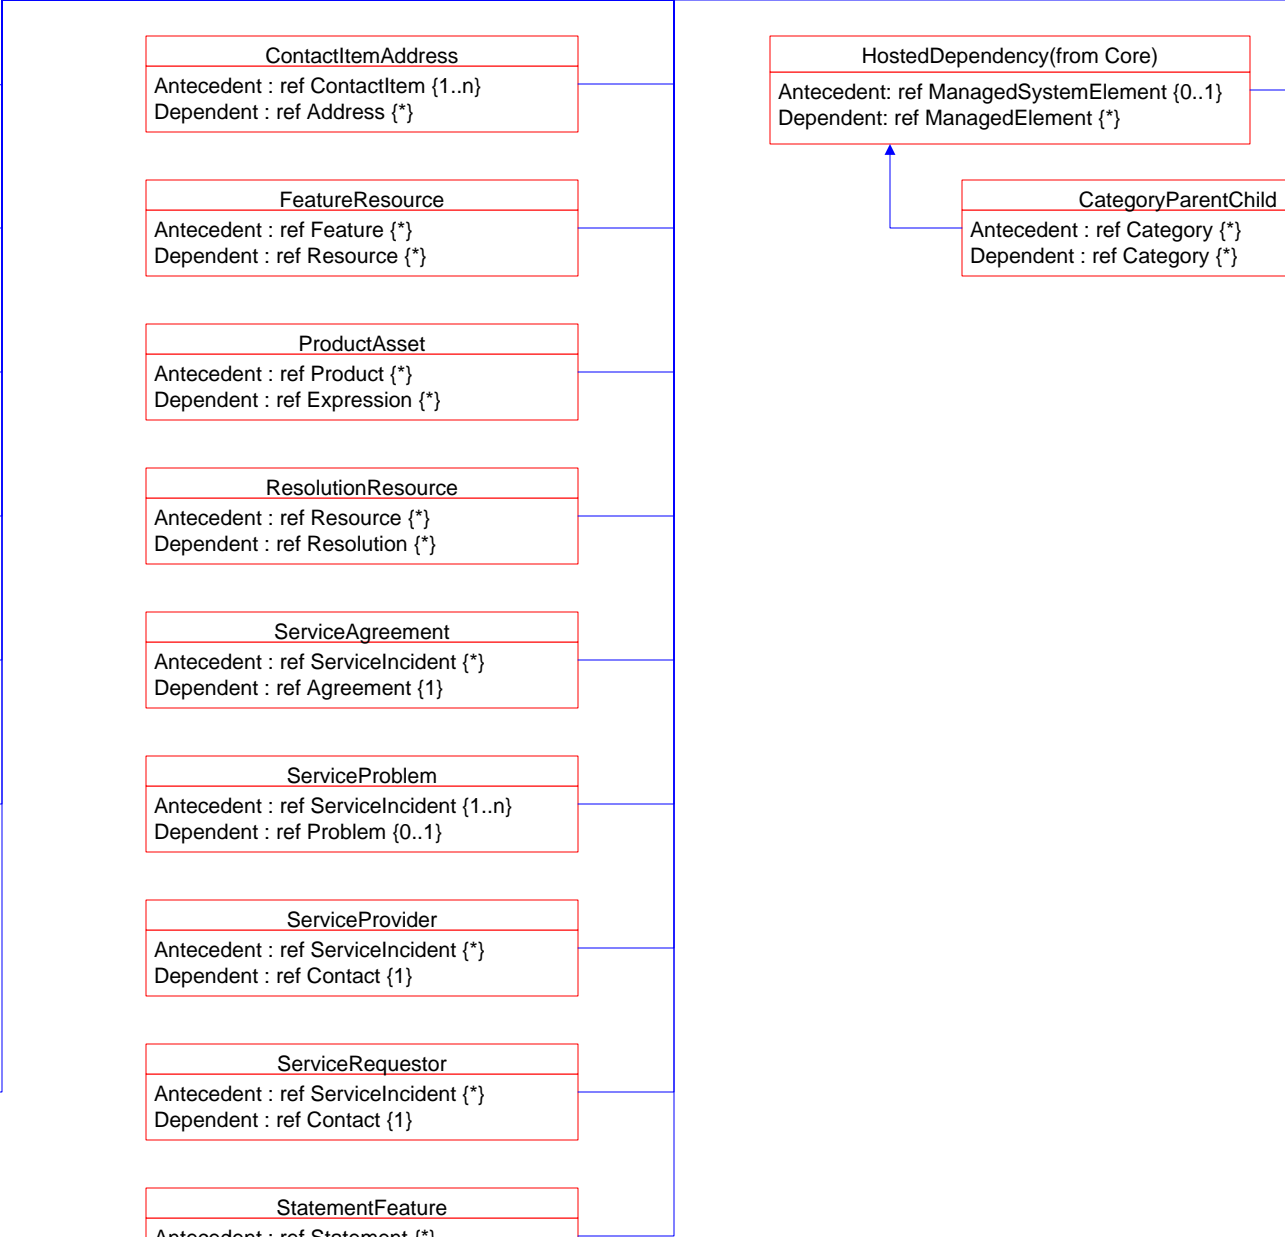 ContactItemAddress
Antecedent : ref ContactItem {1..n}
Dependent : ref Address {*}
FeatureResource
Antecedent : ref Feature {*}
Dependent : ref Resource {*}
ProductAsset
Antecedent : ref Product {*}
Dependent : ref Expression {*}
ResolutionResource
Antecedent : ref Resource {*}
Dependent : ref Resolution {*}
ServiceAgreement
Antecedent : ref ServiceIncident {*}
Dependent : ref Agreement {1}
ServiceProblem
Antecedent : ref ServiceIncident {1..n}
Dependent : ref Problem {0..1}
ServiceProvider
Antecedent : ref ServiceIncident {*}
Dependent : ref Contact {1}
ServiceRequestor
Antecedent : ref ServiceIncident {*}
Dependent : ref Contact {1}
StatementFeature
Antecedent : ref Statement {*}
HostedDependency(from Core)
Antecedent: ref ManagedSystemElement {0..1}
Dependent: ref ManagedElement {*}
CategoryParentChild
Antecedent : ref Category {*}
Dependent : ref Category {*}